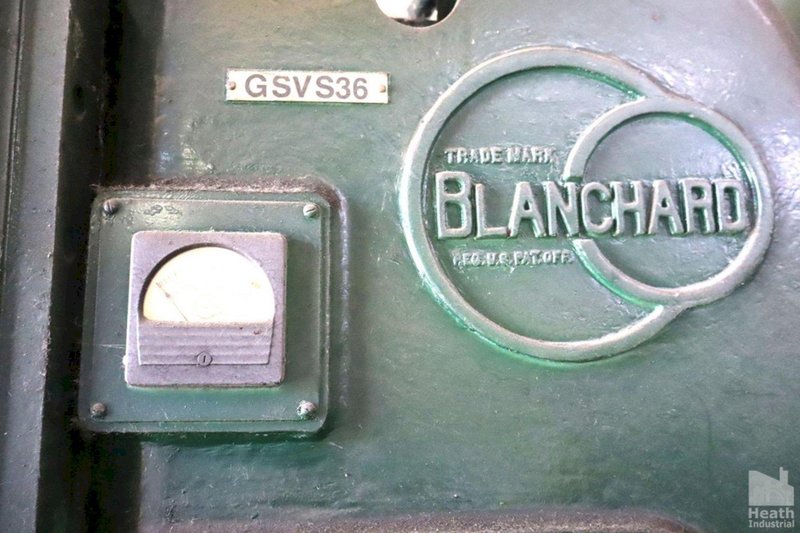 GSVS36
TRADE MARK
BLANCHARD
REG. U.S. PAT. OFF.
Heath
Industrial